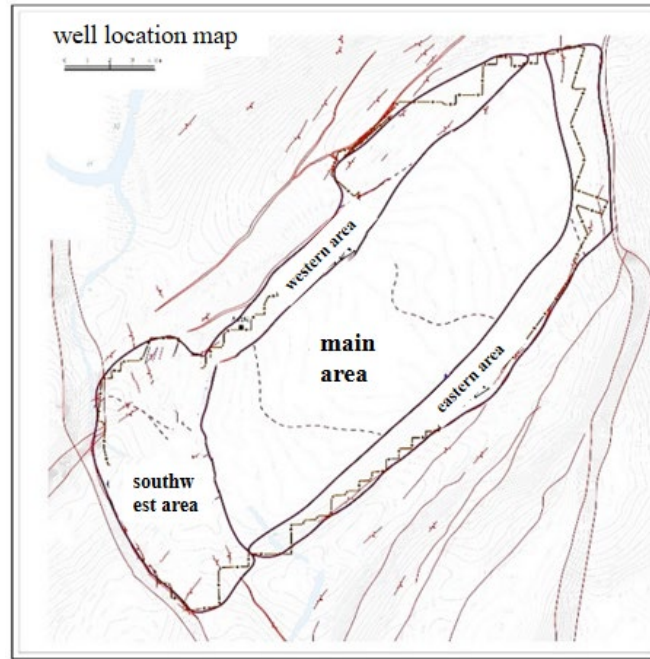 well location map
western area
main
area
eastern area
southw
est area